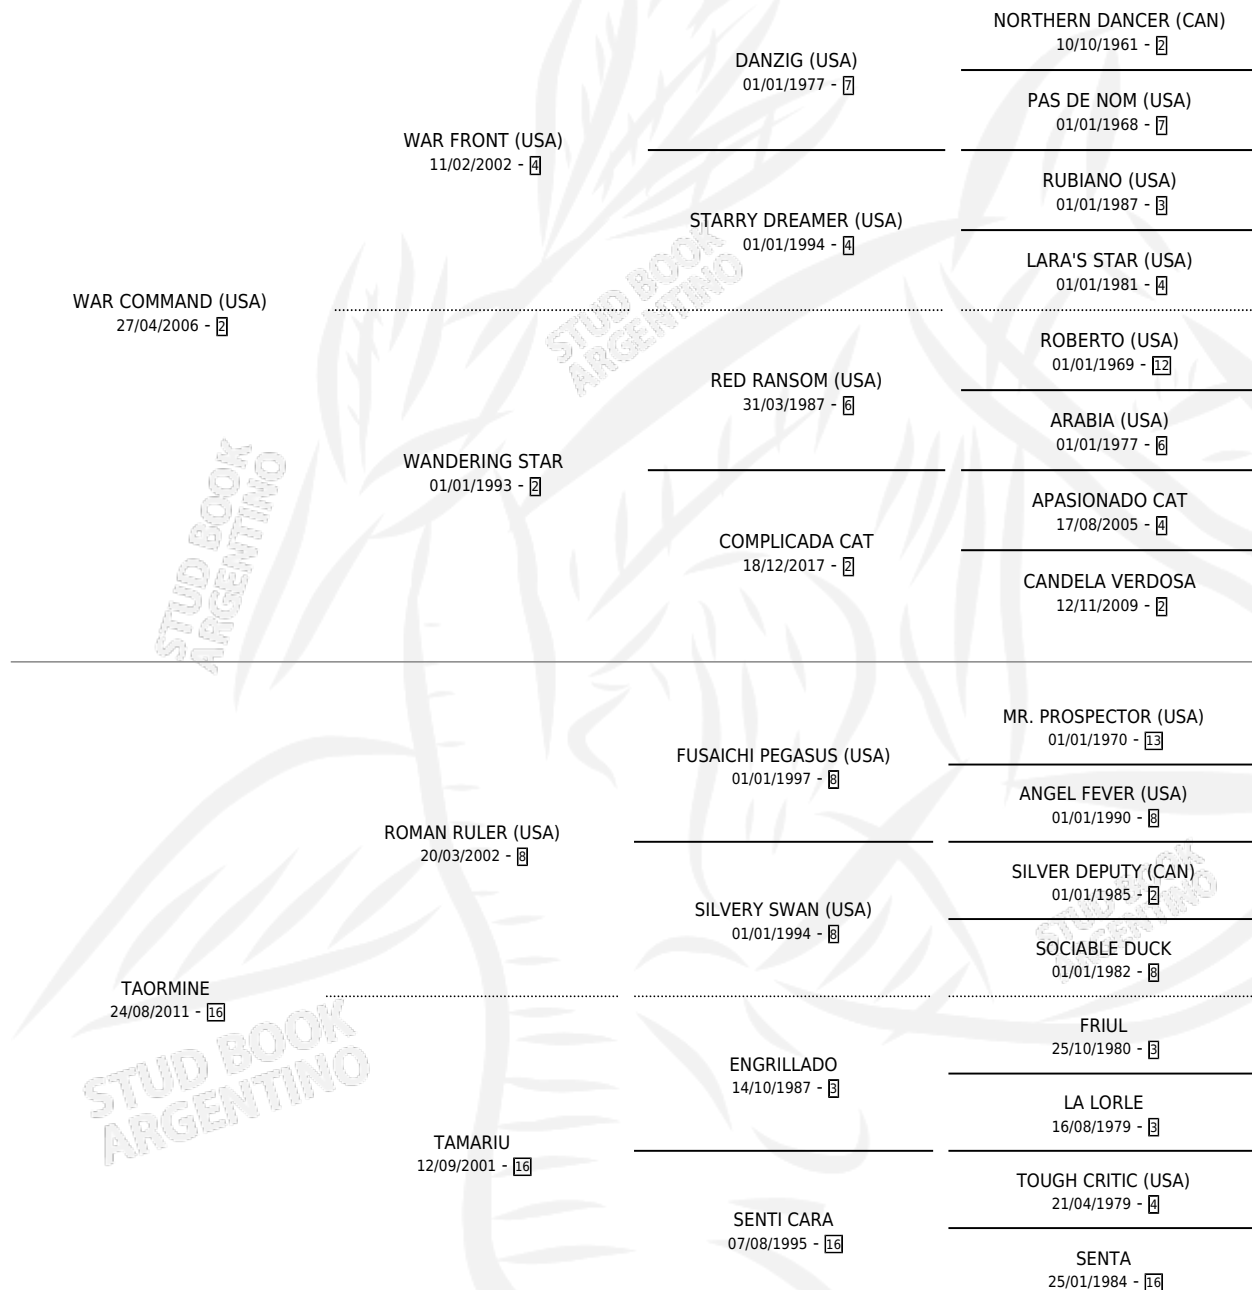 NORTHERN DANCER (CAN)
10/10/1961 - 2
DANZIG (USA)
01/01/1977 - 7
PAS DE NOM (USA)
01/01/1968 - 7
WAR FRONT (USA)
11/02/2002 - 4
RUBIANO (USA)
01/01/1987 - 3
STARRY DREAMER (USA)
01/01/1994 - 4
LARA'S STAR (USA)
01/01/1981 - 4
WAR COMMAND (USA)
27/04/2006 - 2
ROBERTO (USA)
01/01/1969 - 12
RED RANSOM (USA)
31/03/1987 - 6
ARABIA (USA)
01/01/1977 - 6
WANDERING STAR
01/01/1993 - 2
APASIONADO CAT
17/08/2005 - 4
COMPLICADA CAT
18/12/2017 - 2
CANDELA VERDOSA
12/11/2009 - 2
STUD BOOK
ARGENTINO
STUD BOOK
ARGENTINO
MR. PROSPECTOR (USA)
01/01/1970 - 13
FUSAICHI PEGASUS (USA)
01/01/1997 - 8
ANGEL FEVER (USA)
01/01/1990 - 8
ROMAN RULER (USA)
20/03/2002 - 8
SILVER DEPUTY (CAN)
01/01/1985 - 2
SILVERY SWAN (USA)
01/01/1994 - 8
SOCIABLE DUCK
01/01/1982 - 8
TAORMINE
24/08/2011 - 16
FRIUL
25/10/1980 - 3
ENGRILLADO
14/10/1987 - 3
LA LORLE
16/08/1979 - 3
TAMARIU
12/09/2001 - 16
TOUGH CRITIC (USA)
21/04/1979 - 4
SENTI CARA
07/08/1995 - 16
SENTA
25/01/1984 - 16
STUD BOOK
ARGENTINO
STUD BOOK
ARGENTINO